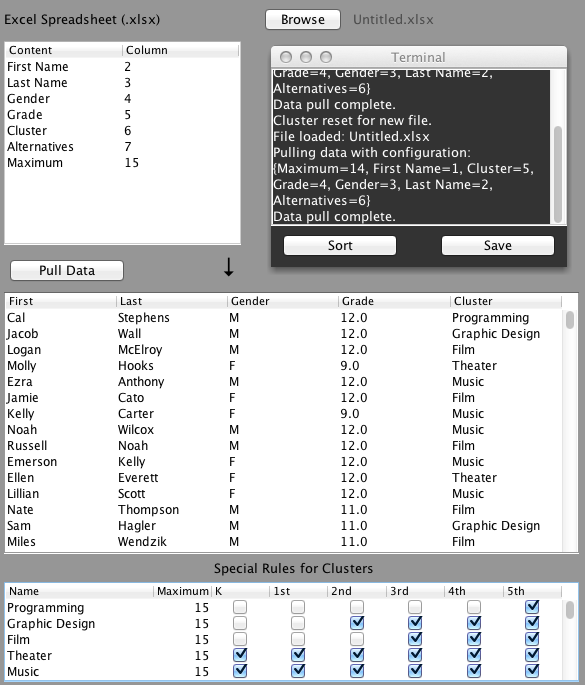 Excel Spreadsheet (.xlsx) Browse Untitled.xlsx
Content Column
First Name 2
Last Name 3
Gender 4
Grade 5
Cluster 6
Alternatives 7
Maximum 15
Terminal
Grade=4, Gender=3, Last Name=2,
Alternatives=6}
Data pull complete.
Cluster reset for new file.
File loaded: Untitled.xlsx
Pulling data with configuration:
{Maximum=14, First Name=1, Cluster=5,
Grade=4, Gender=3, Last Name=2,
Alternatives=6}
Data pull complete.
Sort Save
Pull Data ↓
First Last Gender Grade Cluster
Cal Stephens M 12.0 Programming
Jacob Wall M 12.0 Graphic Design
Logan McElroy M 12.0 Film
Molly Hooks F 9.0 Theater
Ezra Anthony M 12.0 Music
Jamie Cato F 12.0 Film
Kelly Carter F 9.0 Music
Noah Wilcox M 12.0 Music
Russell Noah M 12.0 Film
Emerson Kelly F 12.0 Music
Ellen Everett F 12.0 Theater
Lillian Scott F 12.0 Music
Nate Thompson M 11.0 Film
Sam Hagler M 11.0 Graphic Design
Miles Wendzik M 11.0 Film
Special Rules for Clusters
Name Maximum K 1st 2nd 3rd 4th 5th
Programming 15
Graphic Design 15
Film 15
Theater 15
Music 15